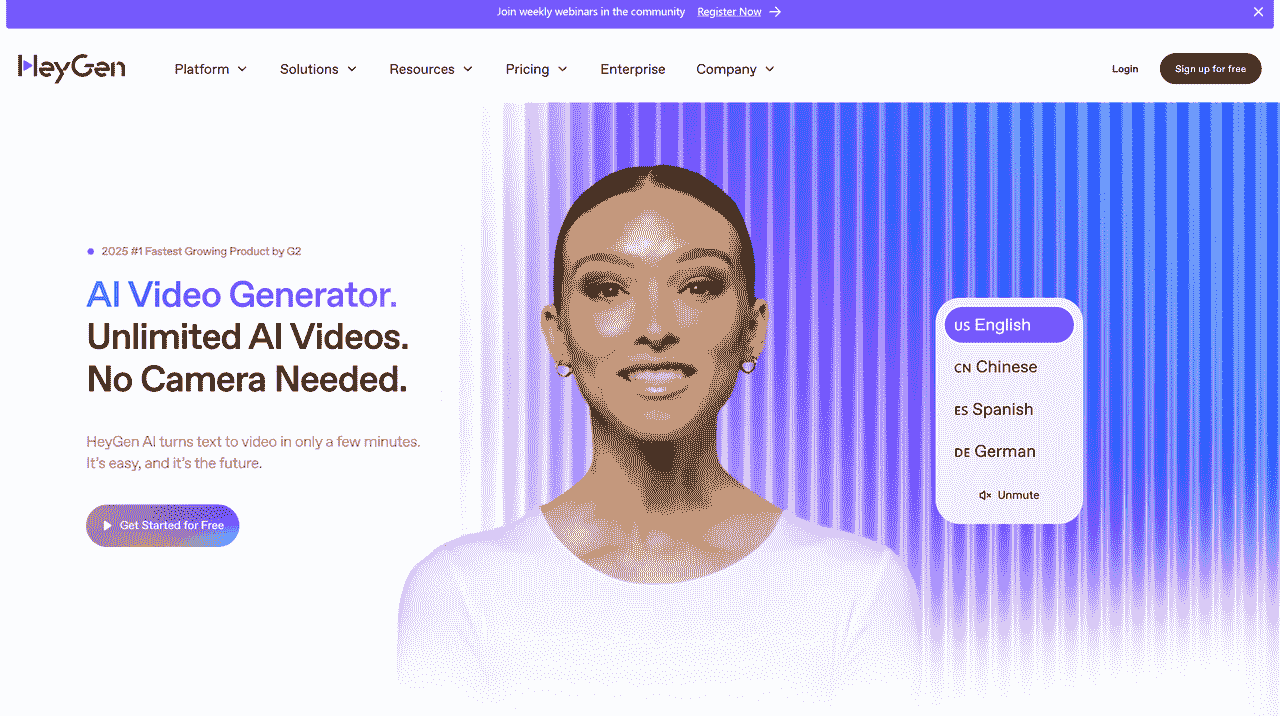 Join weekly webinars in the community Register Now
HeyGen Platform Solutions Resources Pricing Enterprise Company Login Sign up for free
2025 #1 Fastest Growing Product by G2
AI Video Generator.
Unlimited AI Videos.
No Camera Needed.
HeyGen AI turns text to video in only a few minutes.
It's easy, and it's the future.
Get Started for Free
US English
CN Chinese
ES Spanish
DE German
Unmute